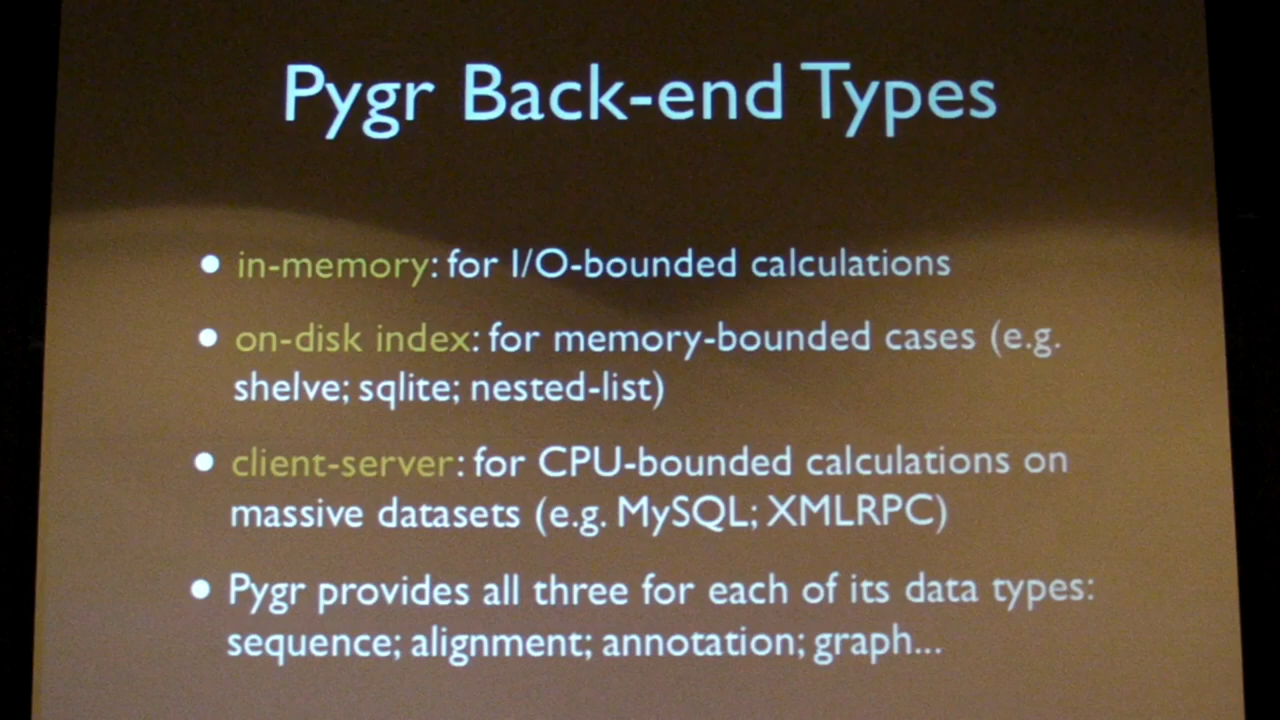 Pygr Back-end Types
• in-memory: for I/O-bounded calculations
• on-disk index: for memory-bounded cases (e.g.
shelve; sqlite; nested-list)
• client-server: for CPU-bounded calculations on
massive datasets (e.g. MySQL; XMLRPC)
• Pygr provides all three for each of its data types:
sequence; alignment; annotation; graph...